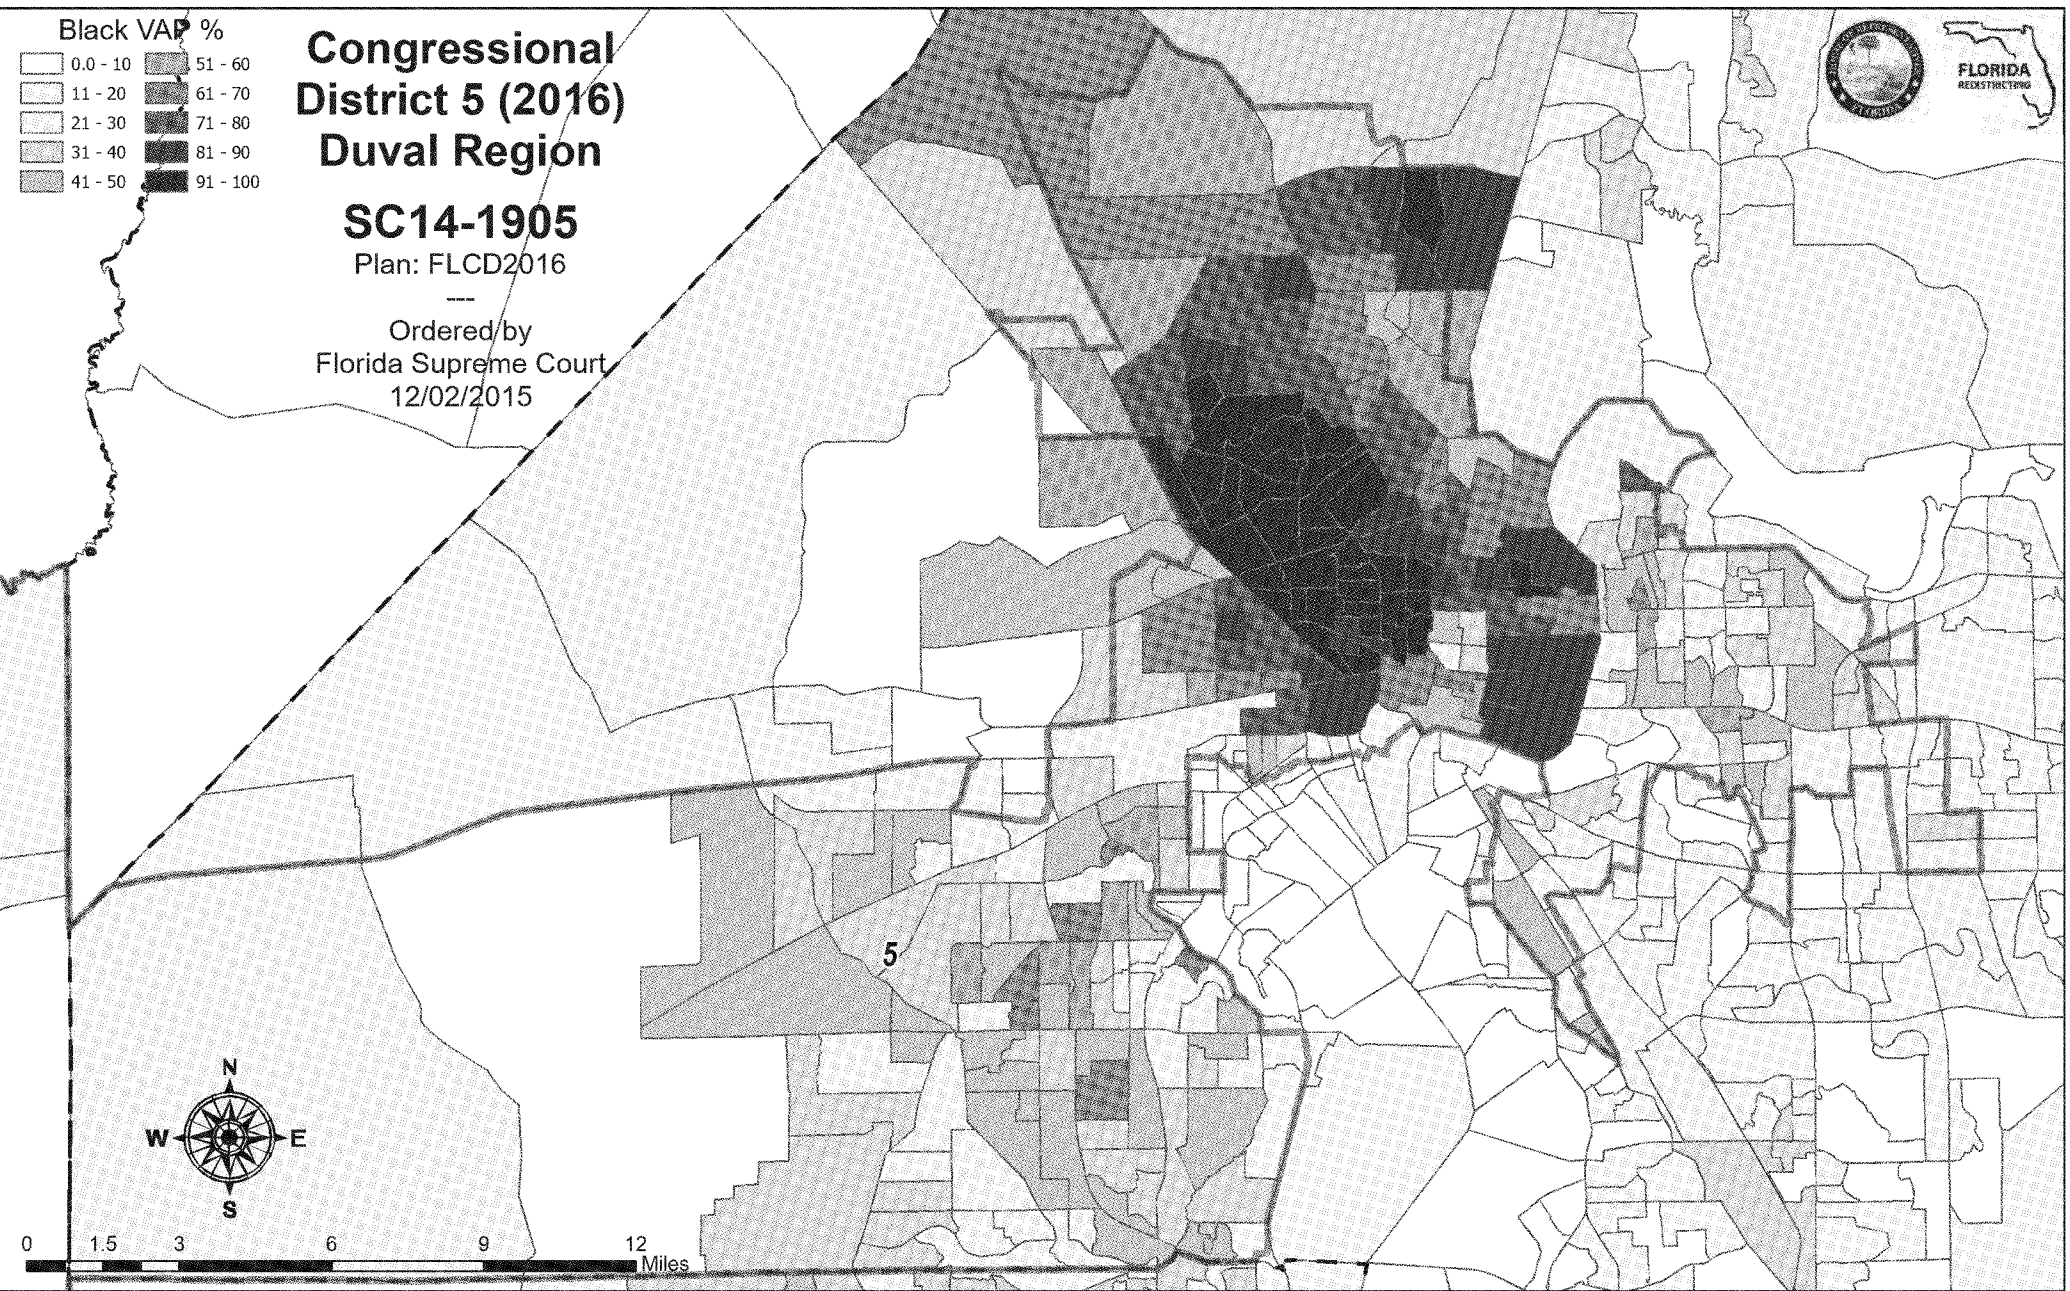 Black VAP %
0.0 - 10
11 - 20
21 - 30
31 - 40
41 - 50
51 - 60
61 - 70
71 - 80
81 - 90
91 - 100
Congressional
District 5 (2016)
Duval Region
SC14-1905
Plan: FLCD2016
---
Ordered by
Florida Supreme Court
12/02/2015
FLORIDA
REDISTRICTING
5
N
W E
S
0 1.5 3 6 9 12
Miles